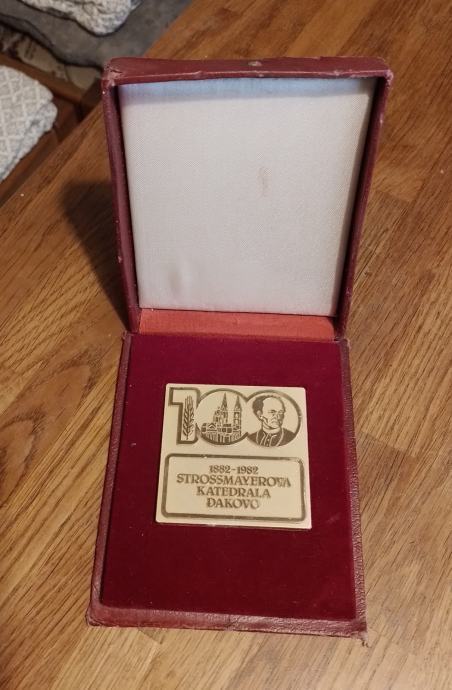 100
1882-1982
STROSSMAYEROVA
KATEDRALA
ĐAKOVO